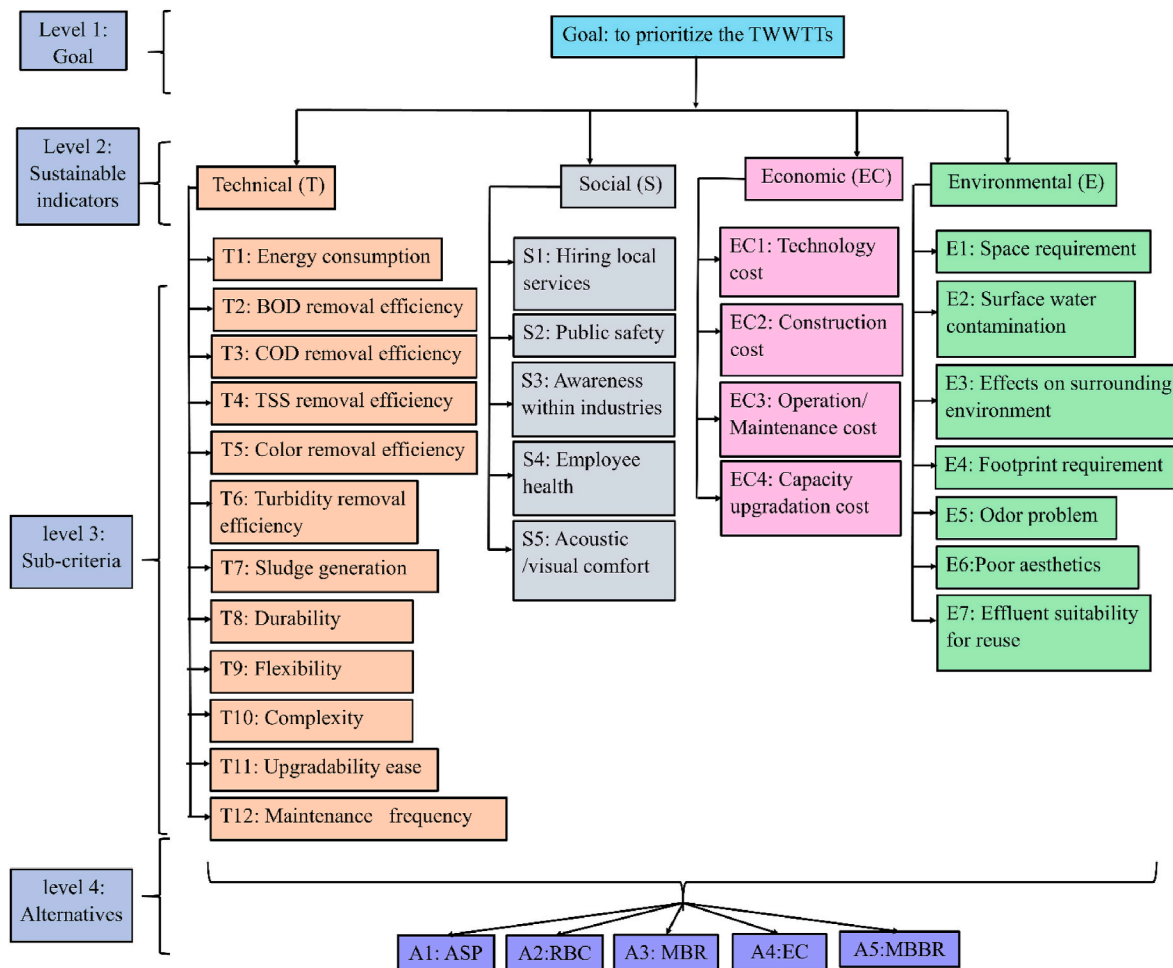 Level 1:
Goal
Goal: to prioritize the TWWTTs
Level 2:
Sustainable
indicators
Technical (T)
Social (S)
Economic (EC)
Environmental (E)
level 3:
Sub-criteria
T1: Energy consumption
T2: BOD removal efficiency
T3: COD removal efficiency
T4: TSS removal efficiency
T5: Color removal efficiency
T6: Turbidity removal
efficiency
T7: Sludge generation
T8: Durability
T9: Flexibility
T10: Complexity
T11: Upgradability ease
T12: Maintenance frequency
S1: Hiring local
services
S2: Public safety
S3: Awareness
within industries
S4: Employee
health
S5: Acoustic
/visual comfort
EC1: Technology
cost
EC2: Construction
cost
EC3: Operation/
Maintenance cost
EC4: Capacity
upgradation cost
E1: Space requirement
E2: Surface water
contamination
E3: Effects on surrounding
environment
E4: Footprint requirement
E5: Odor problem
E6:Poor aesthetics
E7: Effluent suitability
for reuse
level 4:
Alternatives
A1: ASP
A2:RBC
A3: MBR
A4:EC
A5:MBBR